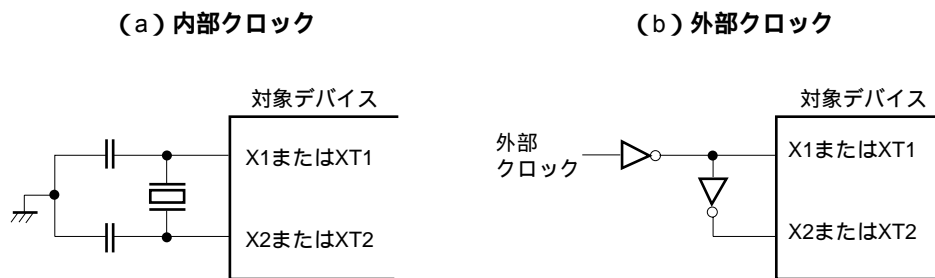 （a）内部クロック
対象デバイス
X1またはXT1
X2またはXT2
（b）外部クロック
対象デバイス
外部
クロック
X1またはXT1
X2またはXT2